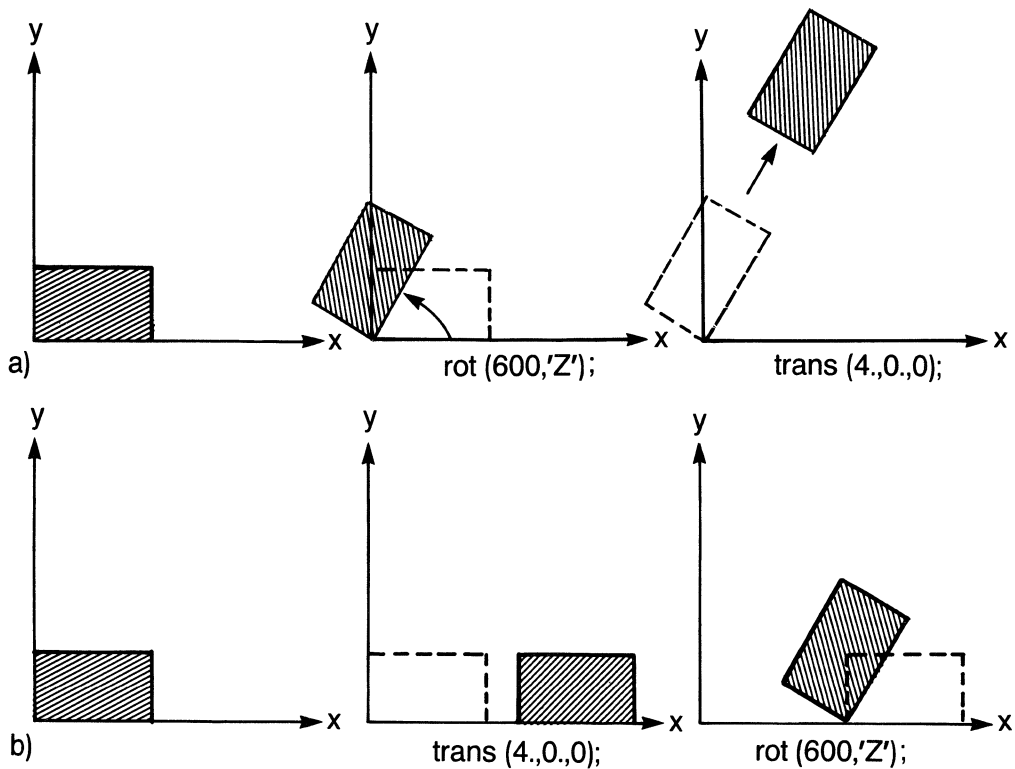 y y y
x x x
a) rot (600,'Z'); trans (4.,0.,0);
y y y
x x x
b) trans (4.,0.,0); rot (600,'Z');